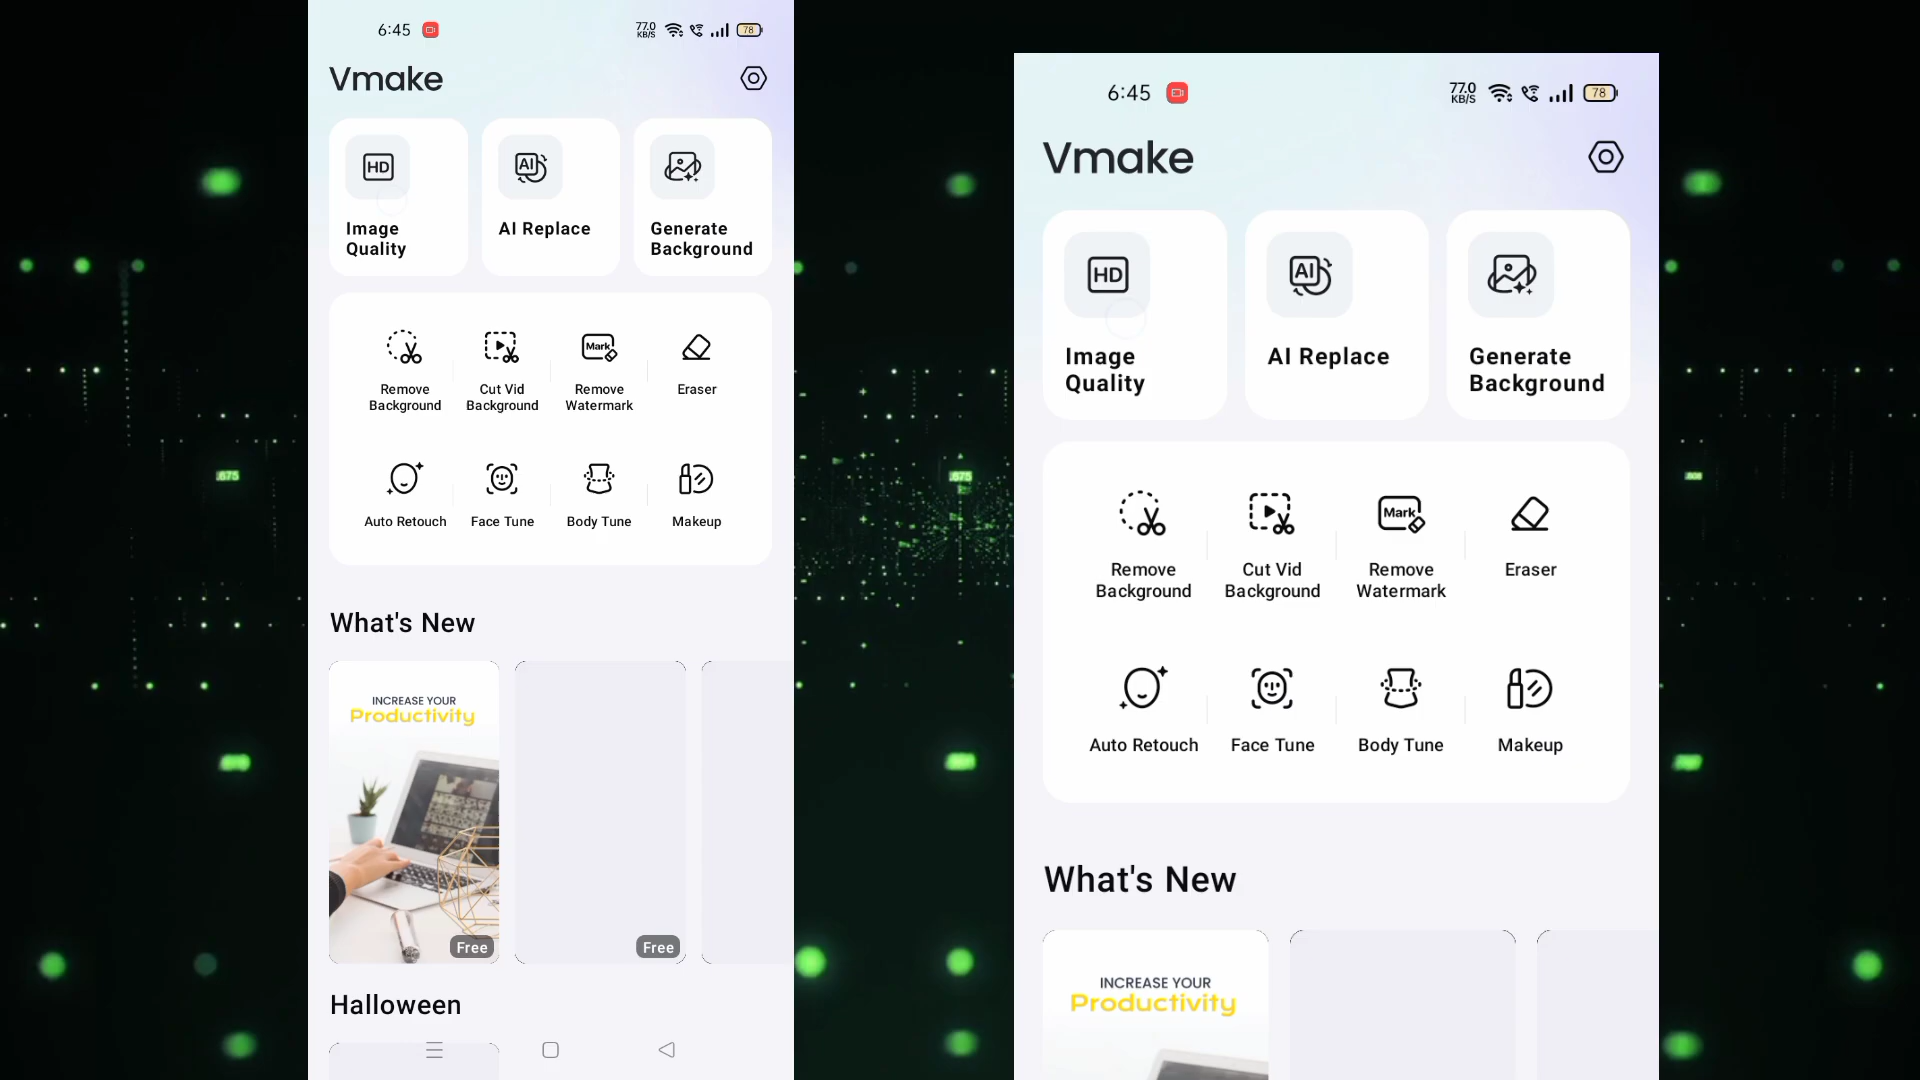 6:45
77.0
KB/S
78
Vmake
HD
AI
Image
Quality
AI Replace
Generate
Background
Mark
Remove
Background
Cut Vid
Background
Remove
Watermark
Eraser
Auto Retouch
Face Tune
Body Tune
Makeup
What's New
INCREASE YOUR
Productivity
Free
Free
Halloween
6:45
77.0
KB/S
78
Vmake
HD
AI
Image
Quality
AI Replace
Generate
Background
Mark
Remove
Background
Cut Vid
Background
Remove
Watermark
Eraser
Auto Retouch
Face Tune
Body Tune
Makeup
What's New
INCREASE YOUR
Productivity
.675
.675